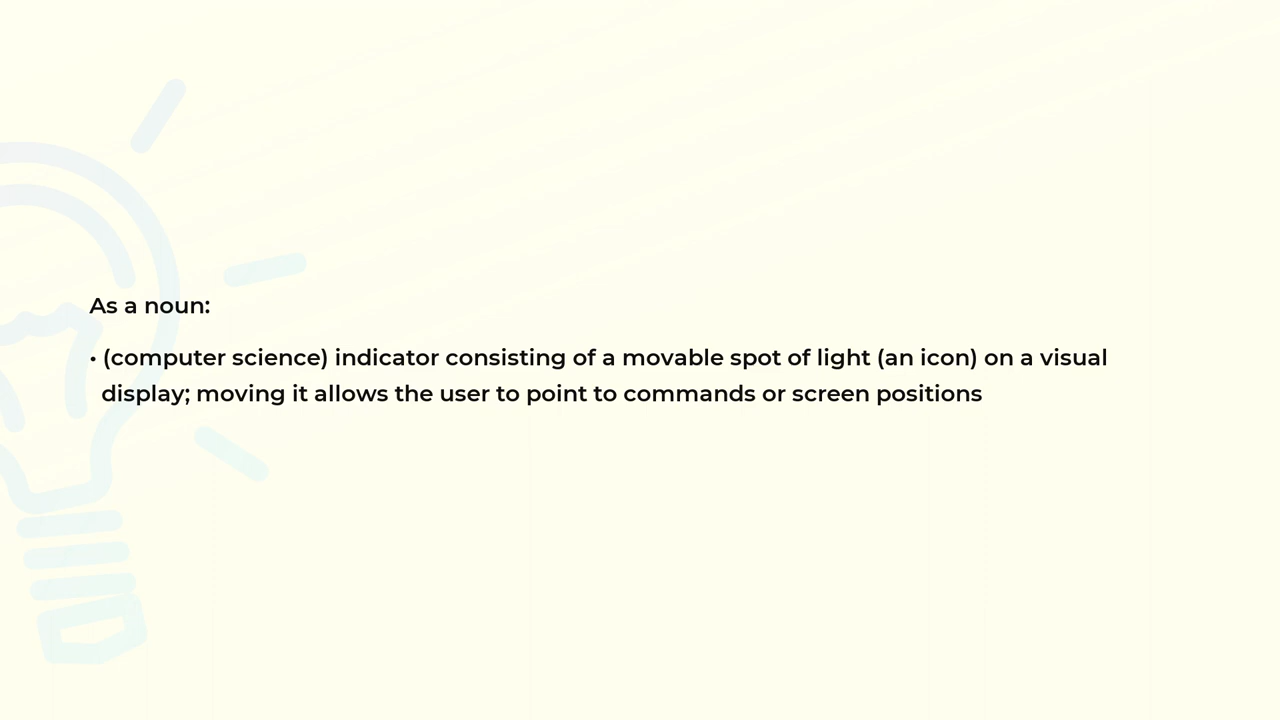 As a noun:
• (computer science) indicator consisting of a movable spot of light (an icon) on a visual
display; moving it allows the user to point to commands or screen positions